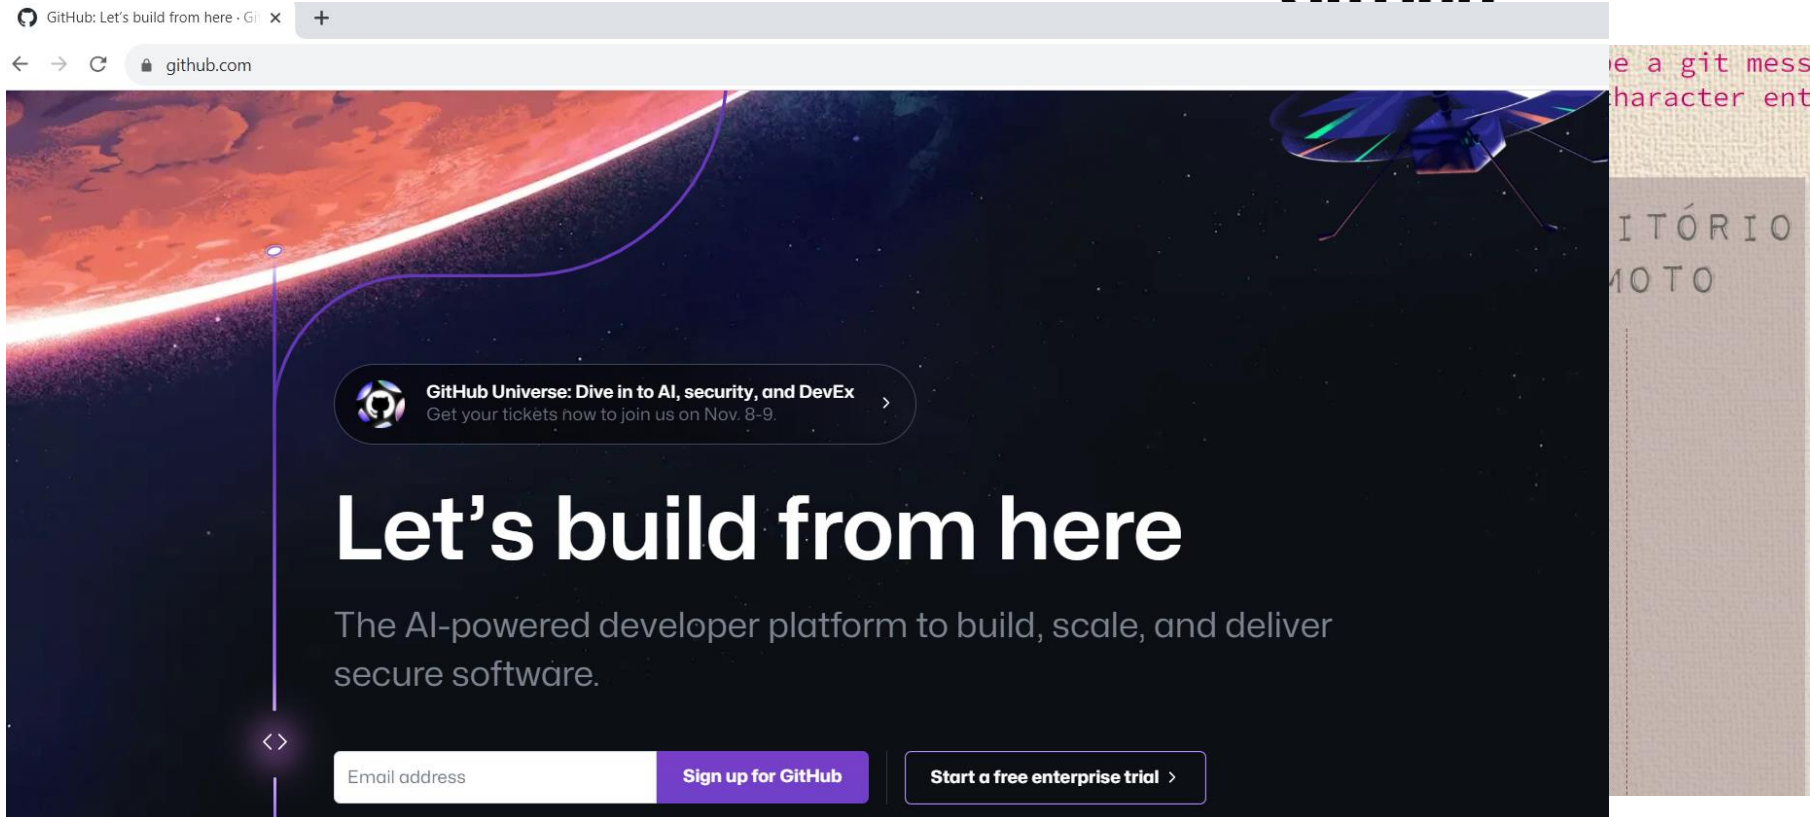 GitHub: Let's build from here · Gi
github.com
GitHub Universe: Dive in to AI, security, and DevEx
Get your tickets now to join us on Nov. 8-9.
Let's build from here
The AI-powered developer platform to build, scale, and deliver
secure software.
Email address
Sign up for GitHub
Start a free enterprise trial
e a git mess
haracter ent
ITÓRIO
MOTO